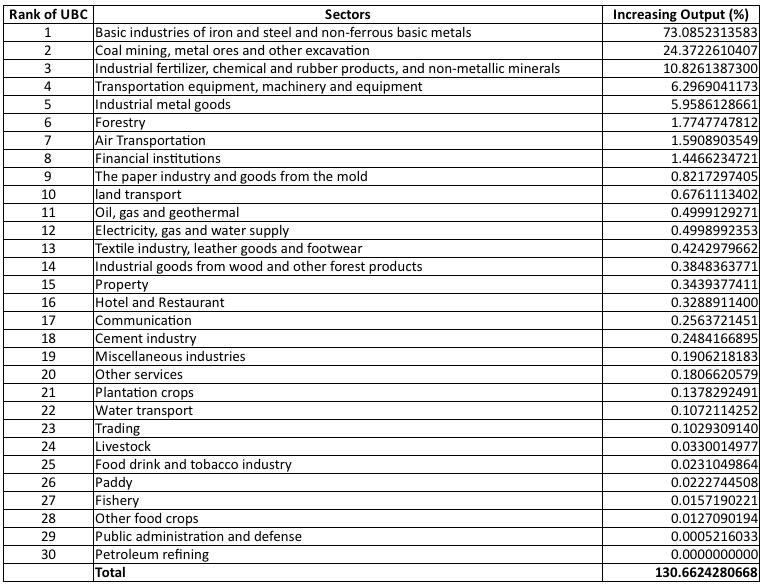 Rank of UBC Sectors Increasing Output (%)
1 Basic industries of iron and steel and non-ferrous basic metals 73.0852313583
2 Coal mining, metal ores and other excavation 24.3722610407
3 Industrial fertilizer, chemical and rubber products, and non-metallic minerals 10.8261387300
4 Transportation equipment, machinery and equipment 6.2969041173
5 Industrial metal goods 5.9586128661
6 Forestry 1.7747747812
7 Air Transportation 1.5908903549
8 Financial institutions 1.4466234721
9 The paper industry and goods from the mold 0.8217297405
10 land transport 0.6761113402
11 Oil, gas and geothermal 0.4999129271
12 Electricity, gas and water supply 0.4998992353
13 Textile industry, leather goods and footwear 0.4242979662
14 Industrial goods from wood and other forest products 0.3848363771
15 Property 0.3439377411
16 Hotel and Restaurant 0.3288911400
17 Communication 0.2563721451
18 Cement industry 0.2484166895
19 Miscellaneous industries 0.1906218183
20 Other services 0.1806620579
21 Plantation crops 0.1378292491
22 Water transport 0.1072114252
23 Trading 0.1029309140
24 Livestock 0.0330014977
25 Food drink and tobacco industry 0.0231049864
26 Paddy 0.0222744508
27 Fishery 0.0157190221
28 Other food crops 0.0127090194
29 Public administration and defense 0.0005216033
30 Petroleum refining 0.0000000000
Total 130.6624280668